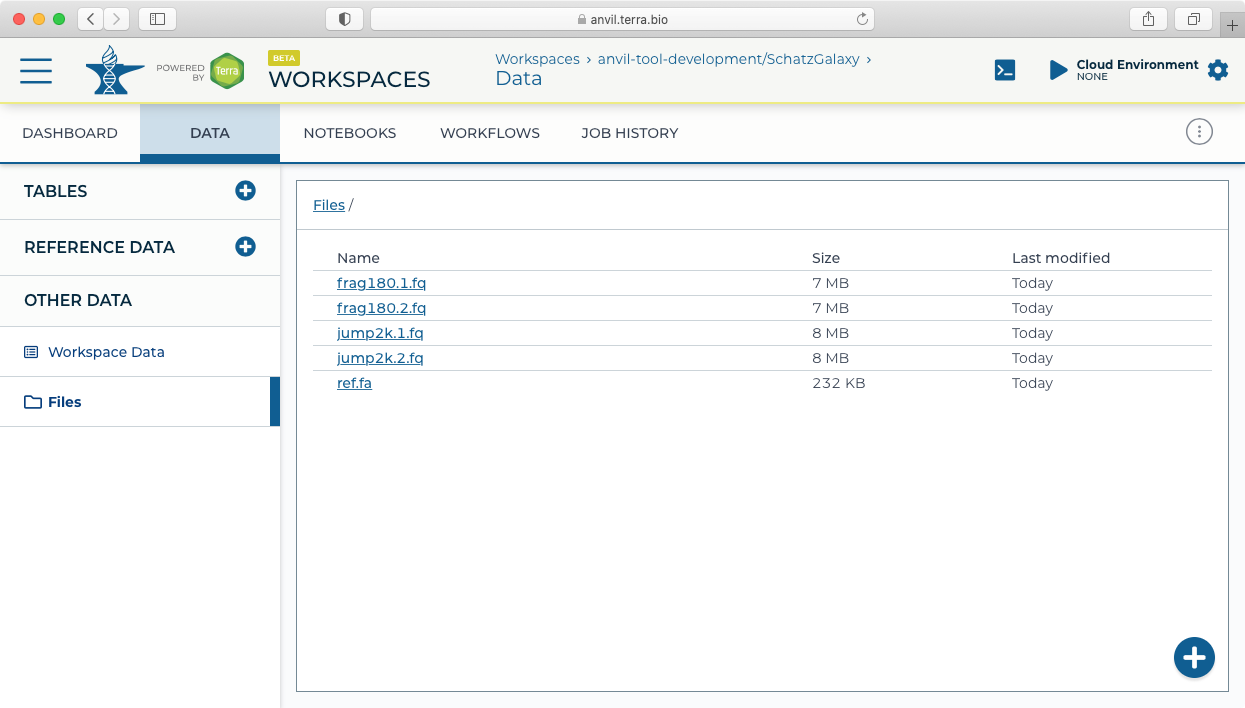 anvil.terra.bio
POWERED
BY
Terra
BETA
WORKSPACES
Workspaces › anvil-tool-development/SchatzGalaxy ›
Data
Cloud Environment
NONE
DASHBOARD
DATA
NOTEBOOKS
WORKFLOWS
JOB HISTORY
TABLES
REFERENCE DATA
OTHER DATA
Workspace Data
Files
Files /
Name Size Last modified
frag180.1.fq 7 MB Today
frag180.2.fq 7 MB Today
jump2k.1.fq 8 MB Today
jump2k.2.fq 8 MB Today
ref.fa 232 KB Today